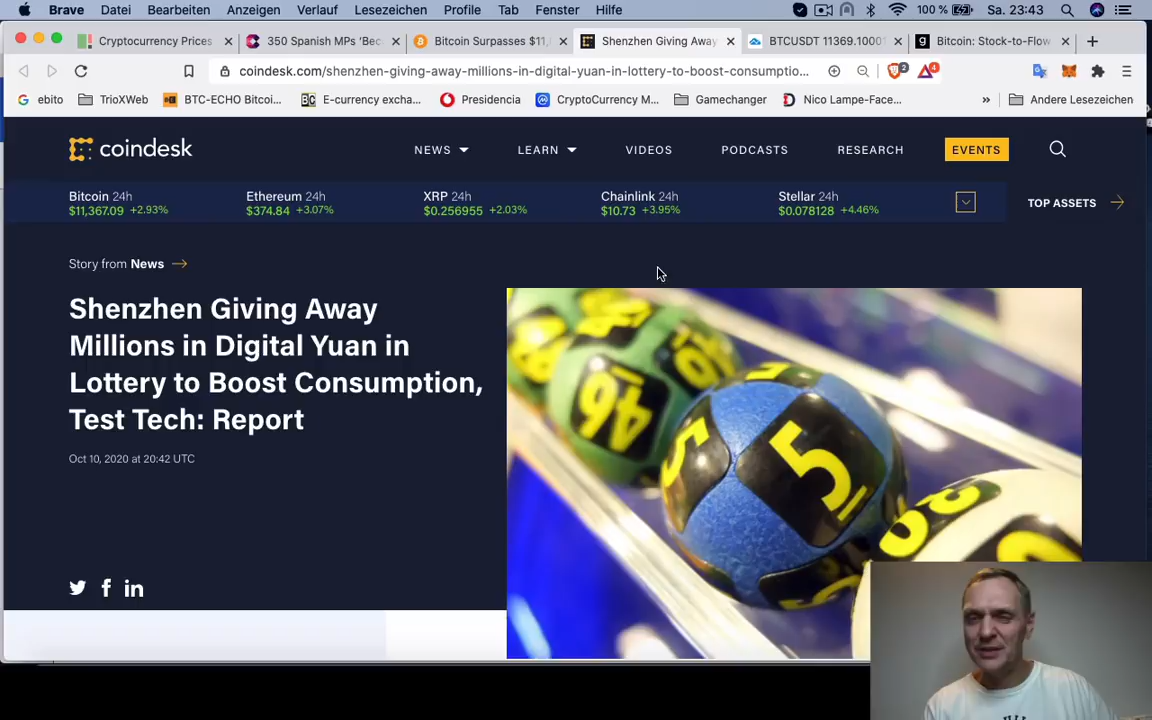 Brave Datei Bearbeiten Anzeigen Verlauf Lesezeichen Profile Tab Fenster Hilfe 100 % Sa. 23:43
Cryptocurrency Prices 350 Spanish MPs 'Bec Bitcoin Surpasses $11, Shenzhen Giving Away BTCUSDT 11369.1000 Bitcoin: Stock-to-Flow
coindesk.com/shenzhen-giving-away-millions-in-digital-yuan-in-lottery-to-boost-consumptio... 2 4
ebito TrioXWeb BTC-ECHO Bitcoi... E-currency excha... Presidencia CryptoCurrency M... Gamechanger Nico Lampe-Face... » Andere Lesezeichen
coindesk NEWS LEARN VIDEOS PODCASTS RESEARCH EVENTS
Bitcoin 24h Ethereum 24h XRP 24h Chainlink 24h Stellar 24h
$11,367.09 +2.93% $374.84 +3.07% $0.256955 +2.03% $10.73 +3.95% $0.078128 +4.46%
TOP ASSETS
Story from News
Shenzhen Giving Away
Millions in Digital Yuan in
Lottery to Boost Consumption,
Test Tech: Report
Oct 10, 2020 at 20:42 UTC
46
5